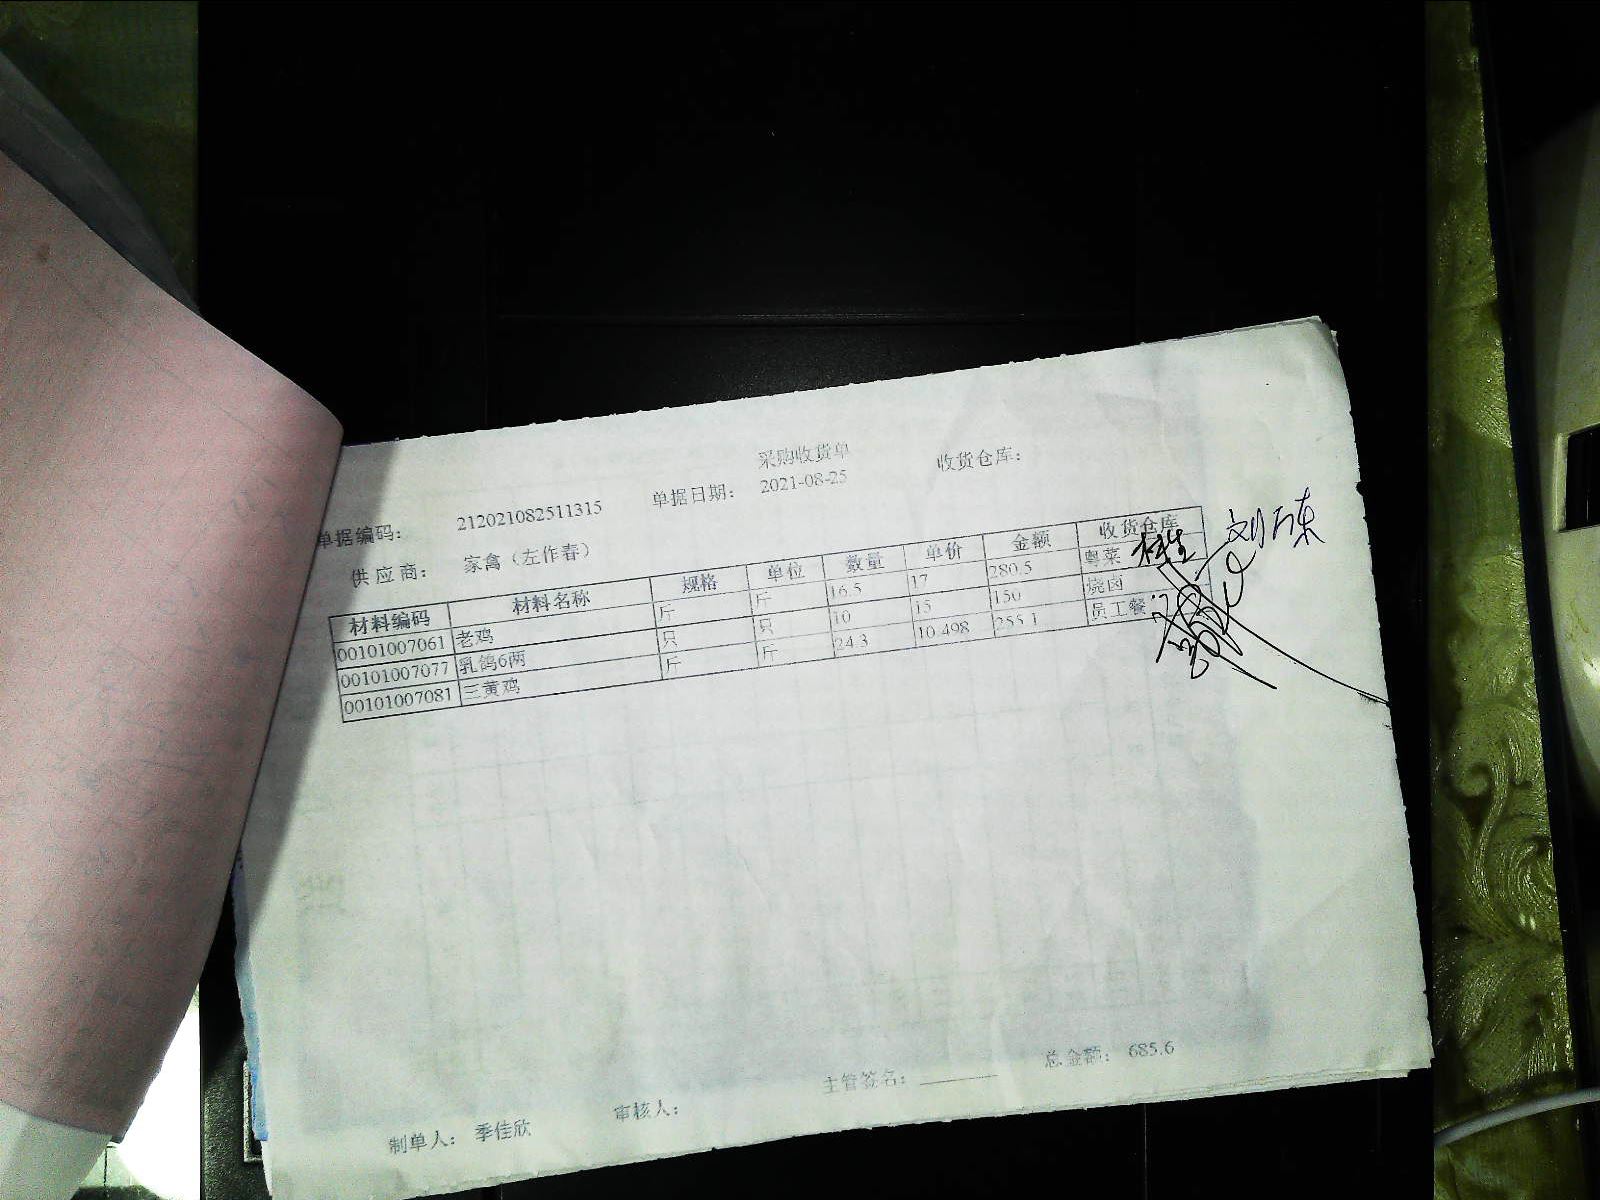 采购收货单
单据编码： 212021082511315 单据日期： 2021-08-25 收货仓库：
供应商： 家禽（左作春）
材料编码 材料名称 规格 单位 数量 单价 金额 收货仓库
00101007061 老鸡 斤 斤 16.5 17 280.5 粤菜
00101007077 乳鸽6两 只 只 10 15 150 烧卤
00101007081 三黄鸡 斤 斤 24.3 10.498 255.1 员工餐
总金额： 685.6
主管签名：
制单人： 季佳欣 审核人：